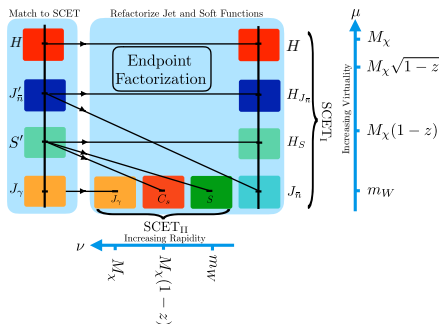 Match to SCET
Refactorize Jet and Soft Functions
μ
H
H
M_χ
Endpoint
Factorization
M_χ√(1 − z)
J'_n̄
H_{J_n̄}
SCET_I
Increasing Virtuality
S'
H_S
M_χ(1 − z)
J_γ
J_γ
C_s
S
J_n̄
m_W
SCET_II
Increasing Rapidity
ν
M_χ
M_χ(1 − z)
m_W